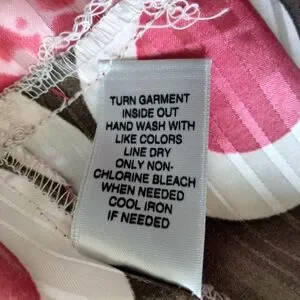 TURN GARMENT
INSIDE OUT
HAND WASH WITH
LIKE COLORS
LINE DRY
ONLY NON-
CHLORINE BLEACH
WHEN NEEDED
COOL IRON
IF NEEDED